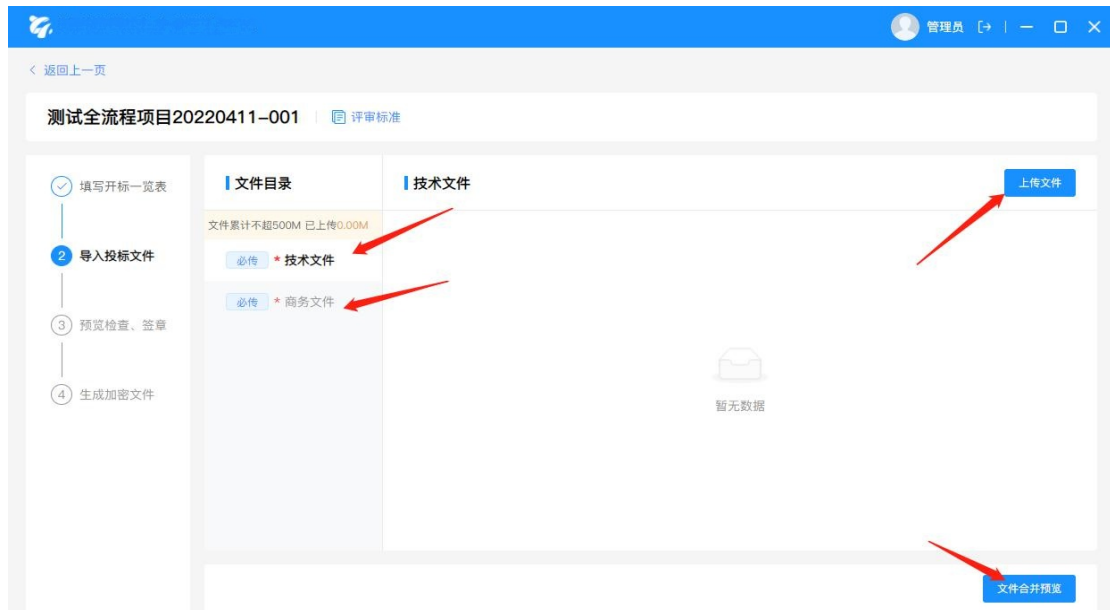 管理员
返回上一页
测试全流程项目20220411-001 评审标准
填写开标一览表
2 导入投标文件
3 预览检查、签章
4 生成加密文件
文件目录
文件累计不超500M 已上传0.00M
必传 * 技术文件
必传 * 商务文件
技术文件
上传文件
暂无数据
文件合并预览